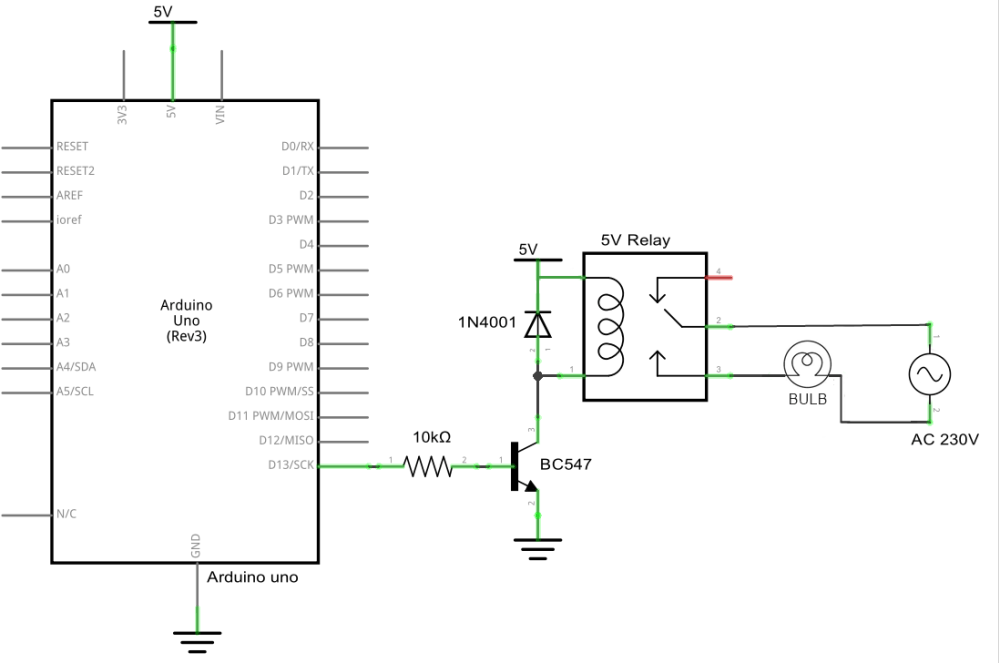 5V
3V3
5V
VIN
RESET
D0/RX
RESET2
D1/TX
AREF
D2
ioref
D3 PWM
D4
A0
D5 PWM
A1
D6 PWM
A2
D7
A3
D8
A4/SDA
D9 PWM
A5/SCL
D10 PWM/SS
D11 PWM/MOSI
D12/MISO
D13/SCK
N/C
GND
Arduino
Uno
(Rev3)
Arduino uno
10kΩ
1
2
1
BC547
3
2
5V
1N4001
2
1
1
5V Relay
4
2
3
BULB
1
2
AC 230V